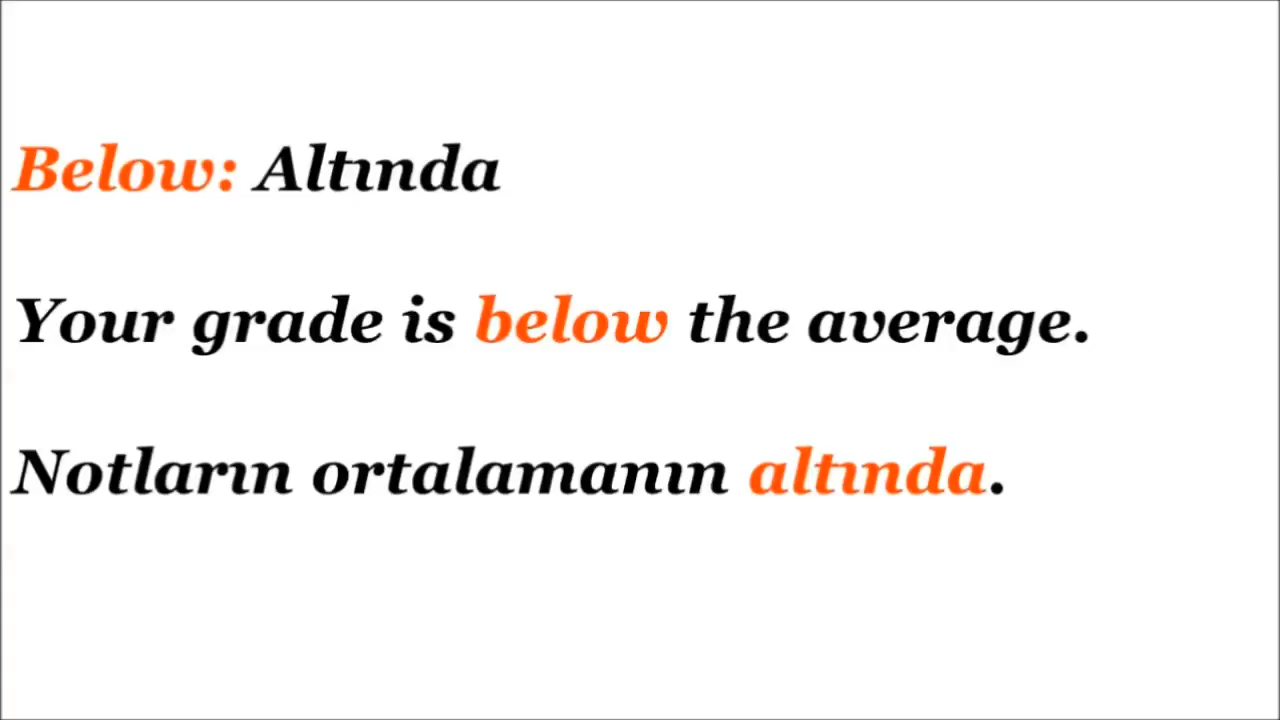 Below: Altında
Your grade is below the average.
Notların ortalamanın altında.